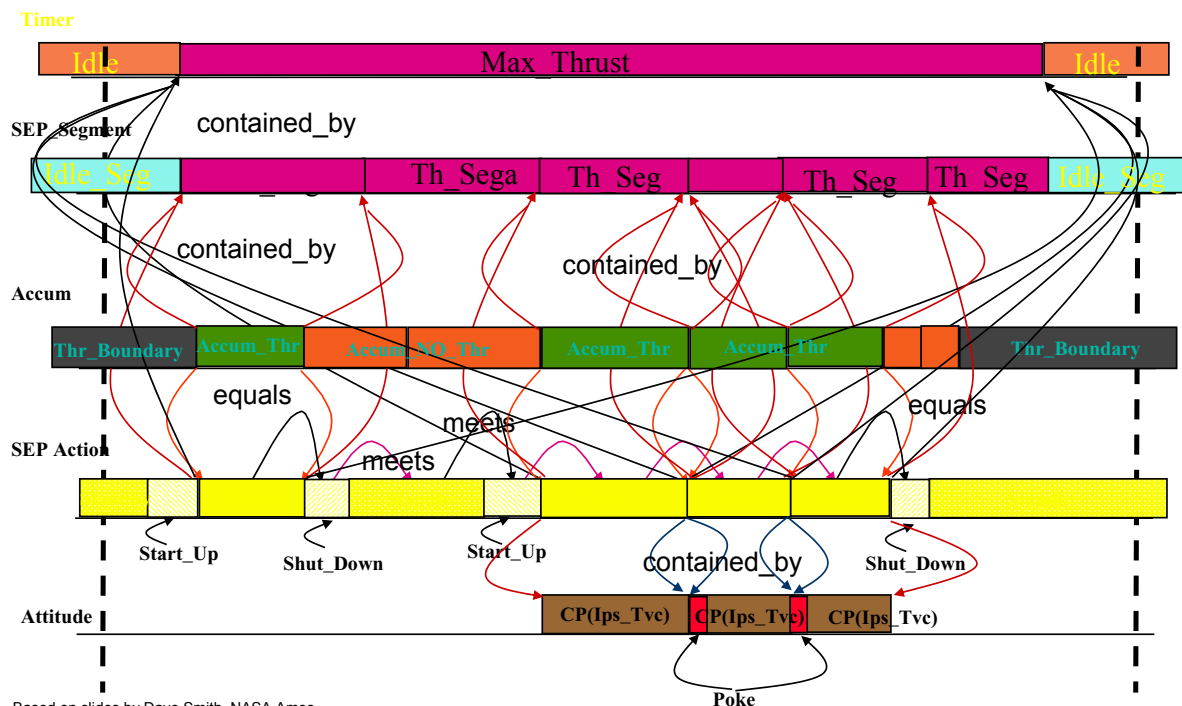 Timer
Idle Max_Thrust Idle
SEP_Segment
contained_by
Idle_Seg Th_Sega Th_Seg Th_Seg Th_Seg Idle_Seg
contained_by contained_by
Accum
Thr_Boundary Accum_Thr Accum_NO_Thr Accum_Thr Accum_Thr Thr_Boundary
equals meets equals
SEP Action
meets
Start_Up Shut_Down Start_Up contained_by Shut_Down
Attitude
CP(Ips_Tvc) CP(Ips_Tvc) CP(Ips_Tvc)
Poke